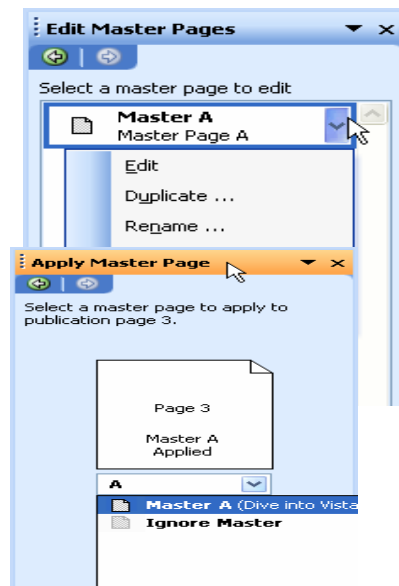 Edit Master Pages
Select a master page to edit
Master A
Master Page A
Edit
Duplicate ...
Rename ...
Apply Master Page
Select a master page to apply to
publication page 3.
Page 3
Master A
Applied
A
Master A (Dive into Vista
Ignore Master